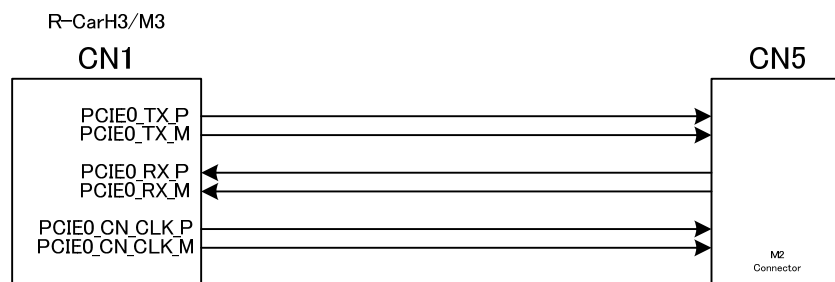 R-CarH3/M3
CN1
CN5
PCIE0_TX_P
PCIE0_TX_M
PCIE0_RX_P
PCIE0_RX_M
PCIE0_CN_CLK_P
PCIE0_CN_CLK_M
M2
Connector